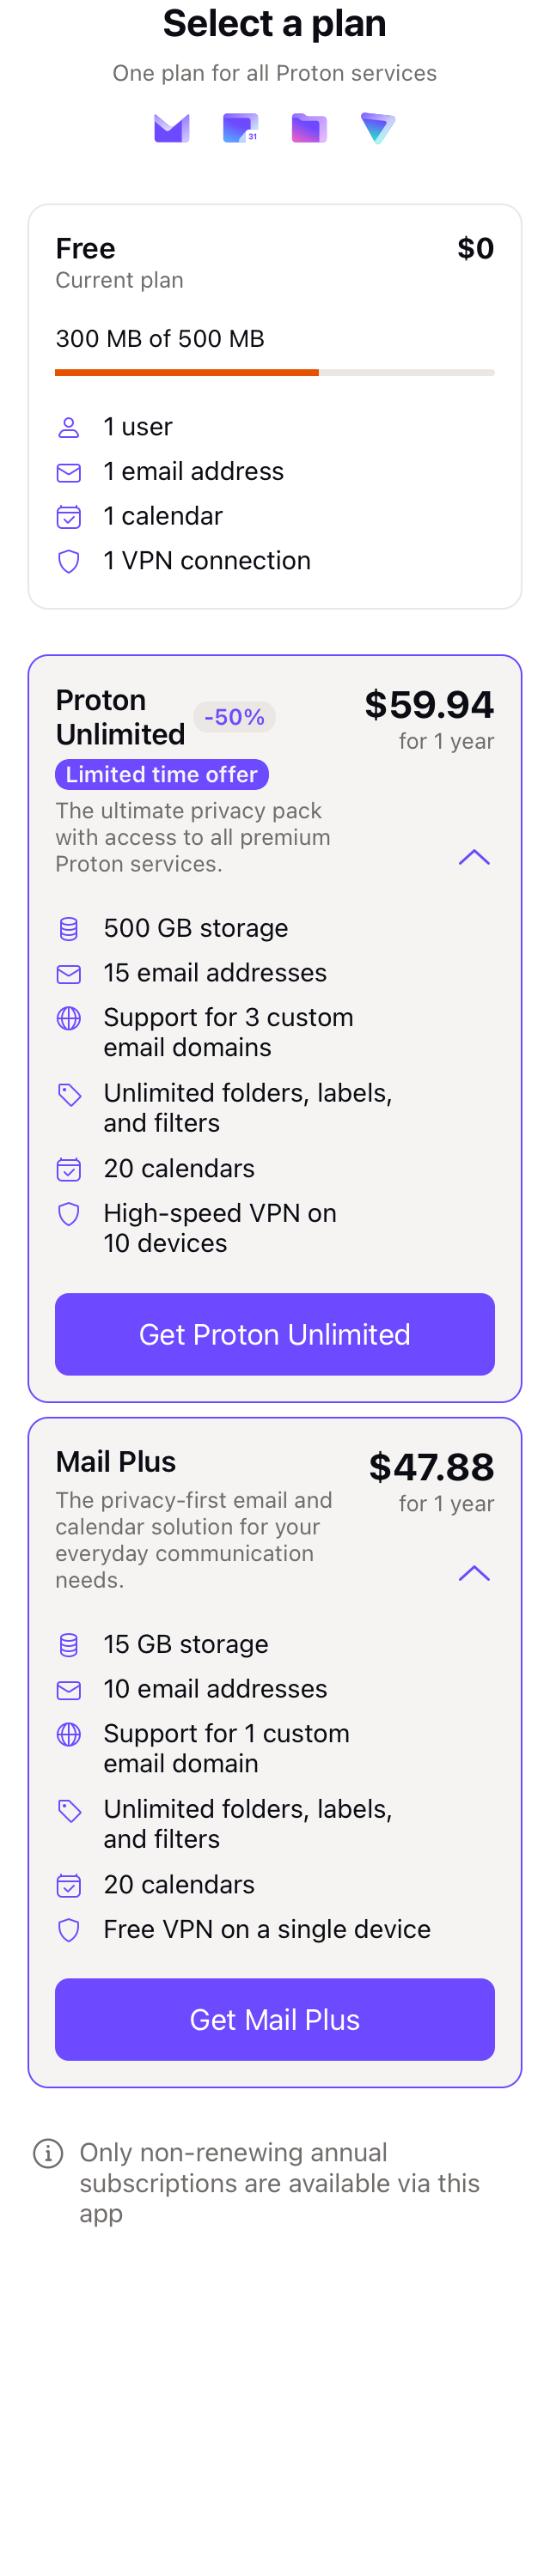 Select a plan
One plan for all Proton services
31
Free
$0
Current plan
300 MB of 500 MB
1 user
1 email address
1 calendar
1 VPN connection
Proton
Unlimited
-50%
$59.94
for 1 year
Limited time offer
The ultimate privacy pack
with access to all premium
Proton services.
500 GB storage
15 email addresses
Support for 3 custom
email domains
Unlimited folders, labels,
and filters
20 calendars
High-speed VPN on
10 devices
Get Proton Unlimited
Mail Plus
$47.88
for 1 year
The privacy-first email and
calendar solution for your
everyday communication
needs.
15 GB storage
10 email addresses
Support for 1 custom
email domain
Unlimited folders, labels,
and filters
20 calendars
Free VPN on a single device
Get Mail Plus
Only non-renewing annual
subscriptions are available via this
app